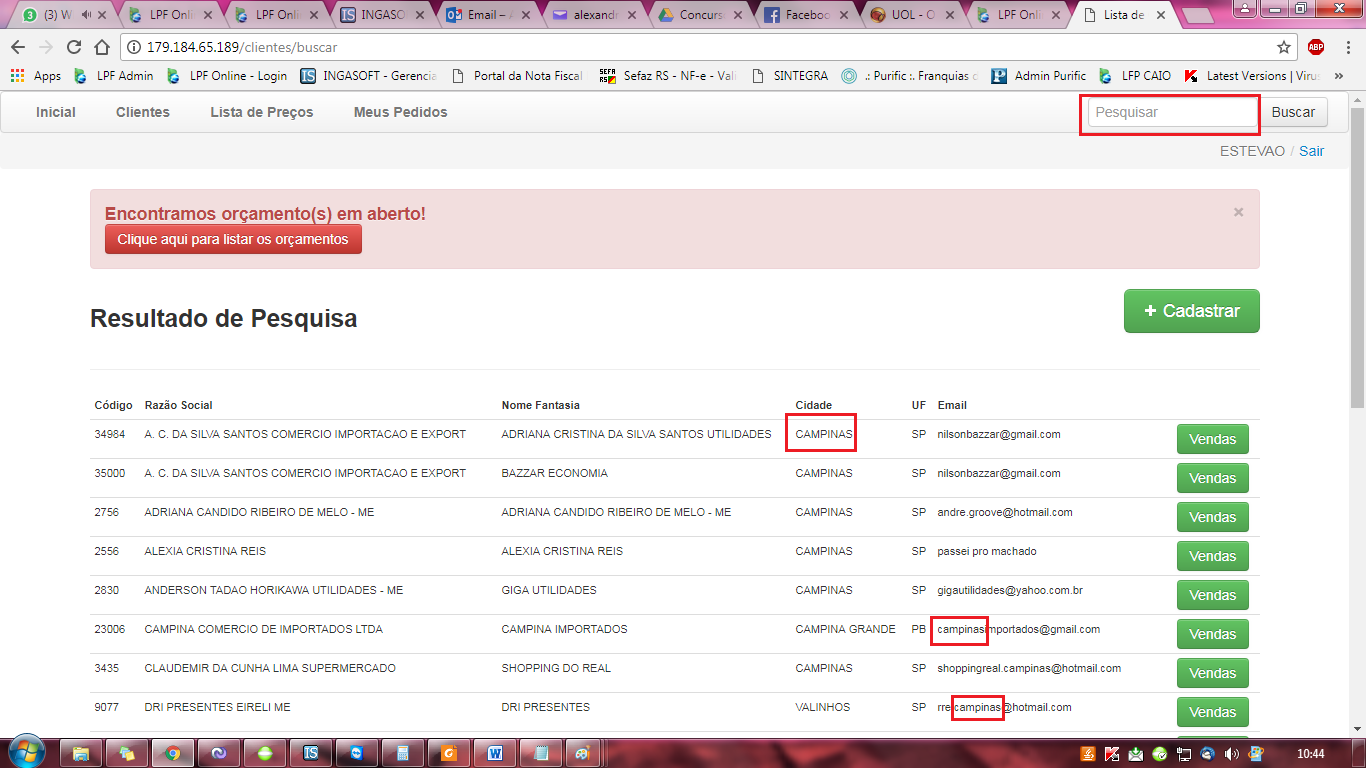 (3) W
LPF Onli
LPF Onli
INGASO
Email – A
alexandr
Concurs
Faceboo
UOL - O
LPF Onli
Lista de
179.184.65.189/clientes/buscar
ABP
Apps
LPF Admin
LPF Online - Login
IS
INGASOFT - Gerencia
Portal da Nota Fiscal
Sefaz RS - NF-e - Vali
SINTEGRA
.: Purific :. Franquias d
Admin Purific
LFP CAIO
Latest Versions | Viru
»
Inicial
Clientes
Lista de Preços
Meus Pedidos
Pesquisar
Buscar
ESTEVAO / Sair
Encontramos orçamento(s) em aberto!
×
Clique aqui para listar os orçamentos
Resultado de Pesquisa
+ Cadastrar
Código Razão Social Nome Fantasia Cidade UF Email
34984 A. C. DA SILVA SANTOS COMERCIO IMPORTACAO E EXPORT ADRIANA CRISTINA DA SILVA SANTOS UTILIDADES CAMPINAS SP nilsonbazzar@gmail.com Vendas
35000 A. C. DA SILVA SANTOS COMERCIO IMPORTACAO E EXPORT BAZZAR ECONOMIA CAMPINAS SP nilsonbazzar@gmail.com Vendas
2756 ADRIANA CANDIDO RIBEIRO DE MELO - ME ADRIANA CANDIDO RIBEIRO DE MELO - ME CAMPINAS SP andre.groove@hotmail.com Vendas
2556 ALEXIA CRISTINA REIS ALEXIA CRISTINA REIS CAMPINAS SP passei pro machado Vendas
2830 ANDERSON TADAO HORIKAWA UTILIDADES - ME GIGA UTILIDADES CAMPINAS SP gigautilidades@yahoo.com.br Vendas
23006 CAMPINA COMERCIO DE IMPORTADOS LTDA CAMPINA IMPORTADOS CAMPINA GRANDE PB campinasimportados@gmail.com Vendas
3435 CLAUDEMIR DA CUNHA LIMA SUPERMERCADO SHOPPING DO REAL CAMPINAS SP shoppingreal.campinas@hotmail.com Vendas
9077 DRI PRESENTES EIRELI ME DRI PRESENTES VALINHOS SP rrei.campinas@hotmail.com Vendas
10:44